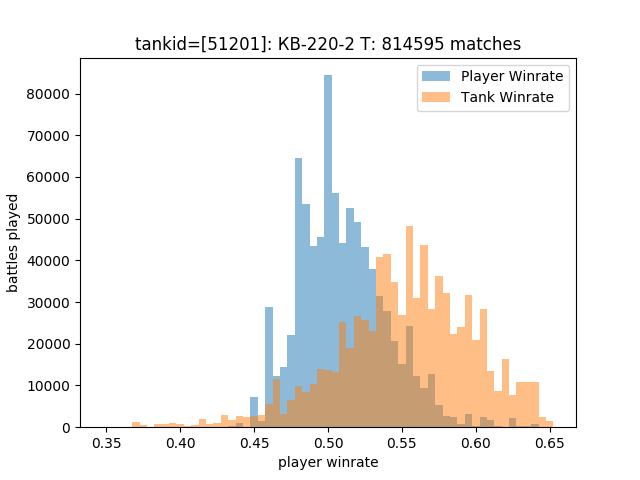 tankid=[51201]: КВ-220-2 Т: 814595 matches
Player Winrate
Tank Winrate
battles played
80000
70000
60000
50000
40000
30000
20000
10000
0
0.35 0.40 0.45 0.50 0.55 0.60 0.65
player winrate